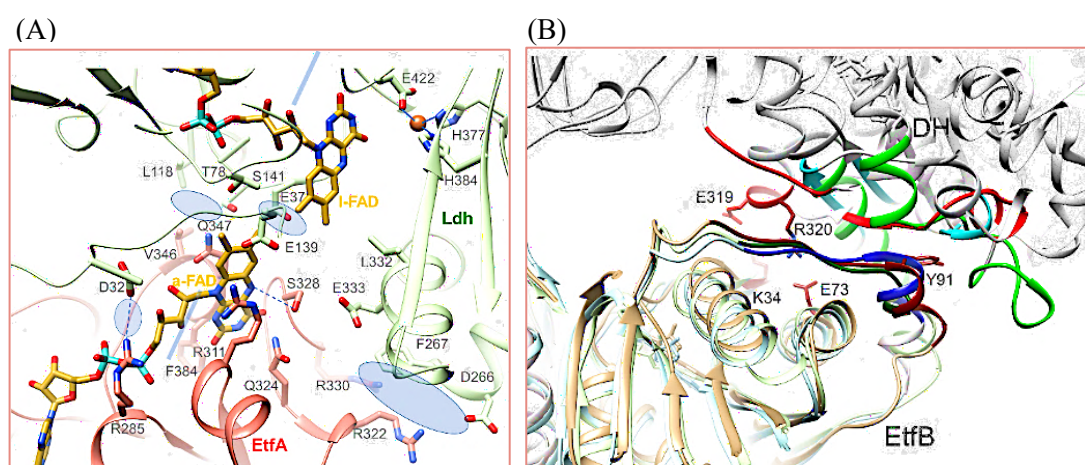 (A)
(B)
E422
H377
H384
L118
T78
S141
E37
l-FAD
Ldh
Q347
E139
V346
L332
D32
a-FAD
S328
E333
R311
F384
F267
Q324
R330
D266
R285
EtfA
R322
DH
E319
R320
Y91
K34
E73
EtfB